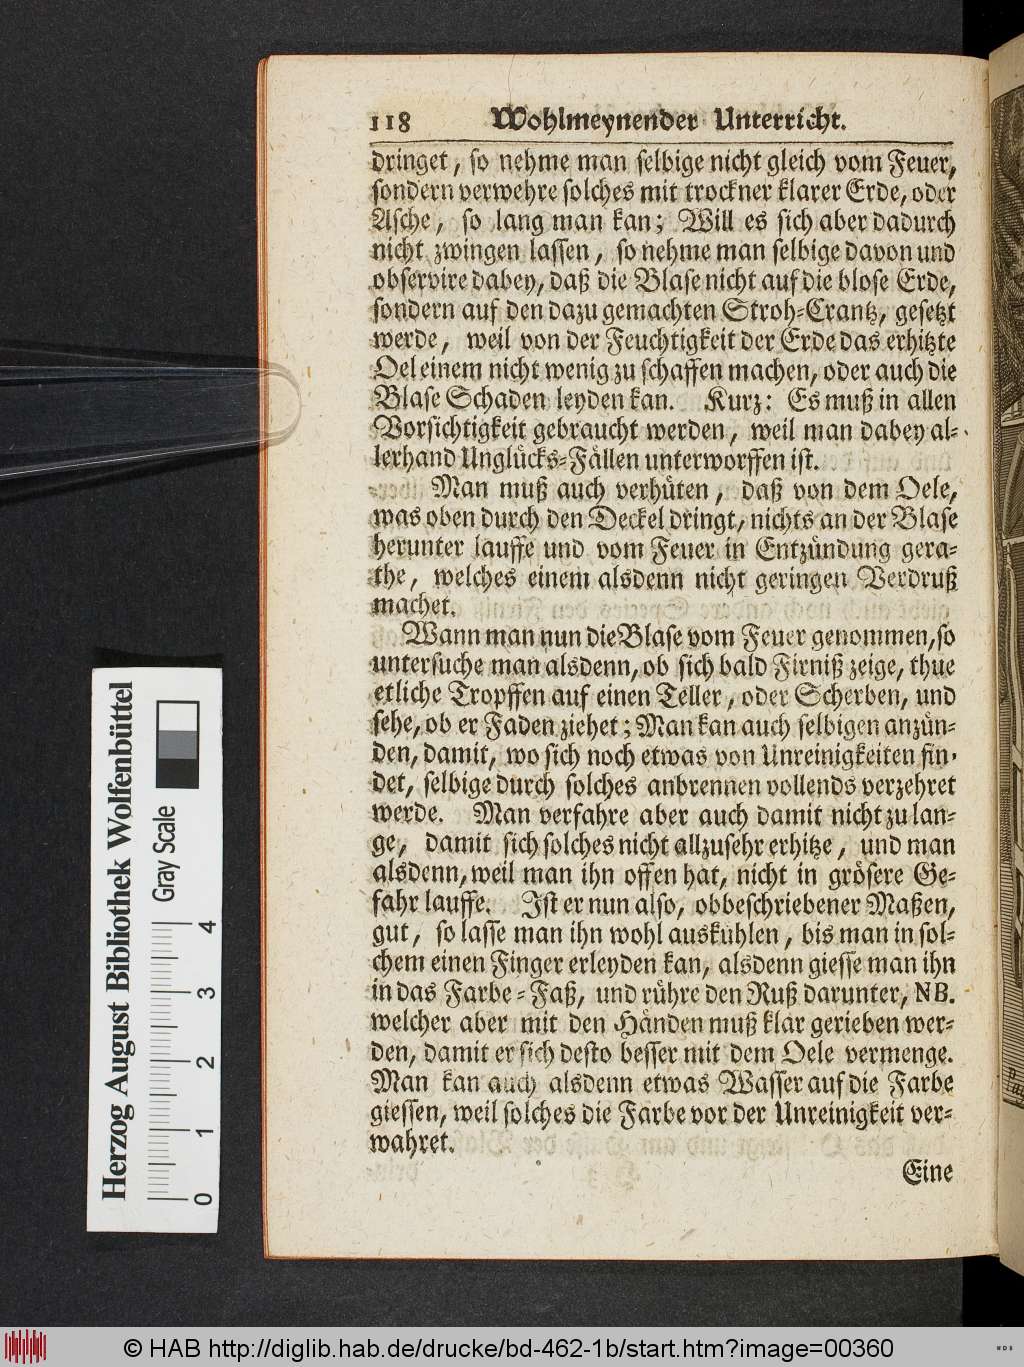 118 Wohlmeynender Unterricht.
dringet, so nehme man selbige nicht gleich vom Feuer,
sondern verwehre solches mit trockner klarer Erde, oder
Asche, so lang man kan; Will es sich aber dadurch
nicht zwingen lassen, so nehme man selbige davon und
observire dabey, daß die Blase nicht auf die blose Erde,
sondern auf den dazu gemachten Stroh-Crantz, gesetzt
werde, weil von der Feuchtigkeit der Erde das erhitzte
Oel einem nicht wenig zu schaffen machen, oder auch die
Blase Schaden leyden kan. Kurz: Es muß in allen
Vorsichtigkeit gebraucht werden, weil man dabey al-
lerhand Unglücks-Fällen unterworffen ist.
Man muß auch verhüten, daß von dem Oele,
was oben durch den Deckel dringt, nichts an der Blase
herunter lauffe und vom Feuer in Entzündung gera-
the, welches einem alsdenn nicht geringen Verdruß
machet.
Wann man nun die Blase vom Feuer genommen, so
untersuche man alsdenn, ob sich bald Firniß zeige, thue
etliche Tropffen auf einen Teller, oder Scherben, und
sehe, ob er Faden ziehet; Man kan auch selbigen anzün-
den, damit, wo sich noch etwas von Unreinigkeiten fin-
det, selbige durch solches anbrennen vollends verzehret
werde. Man verfahre aber auch damit nicht zu lan-
ge, damit sich solches nicht allzusehr erhitze, und man
alsdenn, weil man ihn offen hat, nicht in grösere Ge-
fahr lauffe. Ist er nun also, obbeschriebener Maßen,
gut, so lasse man ihn wohl auskühlen, bis man in sol-
chem einen Finger erleyden kan, alsdenn giesse man ihn
in das Farbe-Faß, und rühre den Ruß darunter, NB.
welcher aber mit den Händen muß klar gerieben wer-
den, damit er sich desto besser mit dem Oele vermenge.
Man kan auch alsdenn etwas Wasser auf die Farbe
giessen, weil solches die Farbe vor der Unreinigkeit ver-
wahret.
Eine
Herzog August Bibliothek Wolfenbüttel
Gray Scale
0 1 2 3 4
© HAB http://diglib.hab.de/drucke/bd-462-1b/start.htm?image=00360